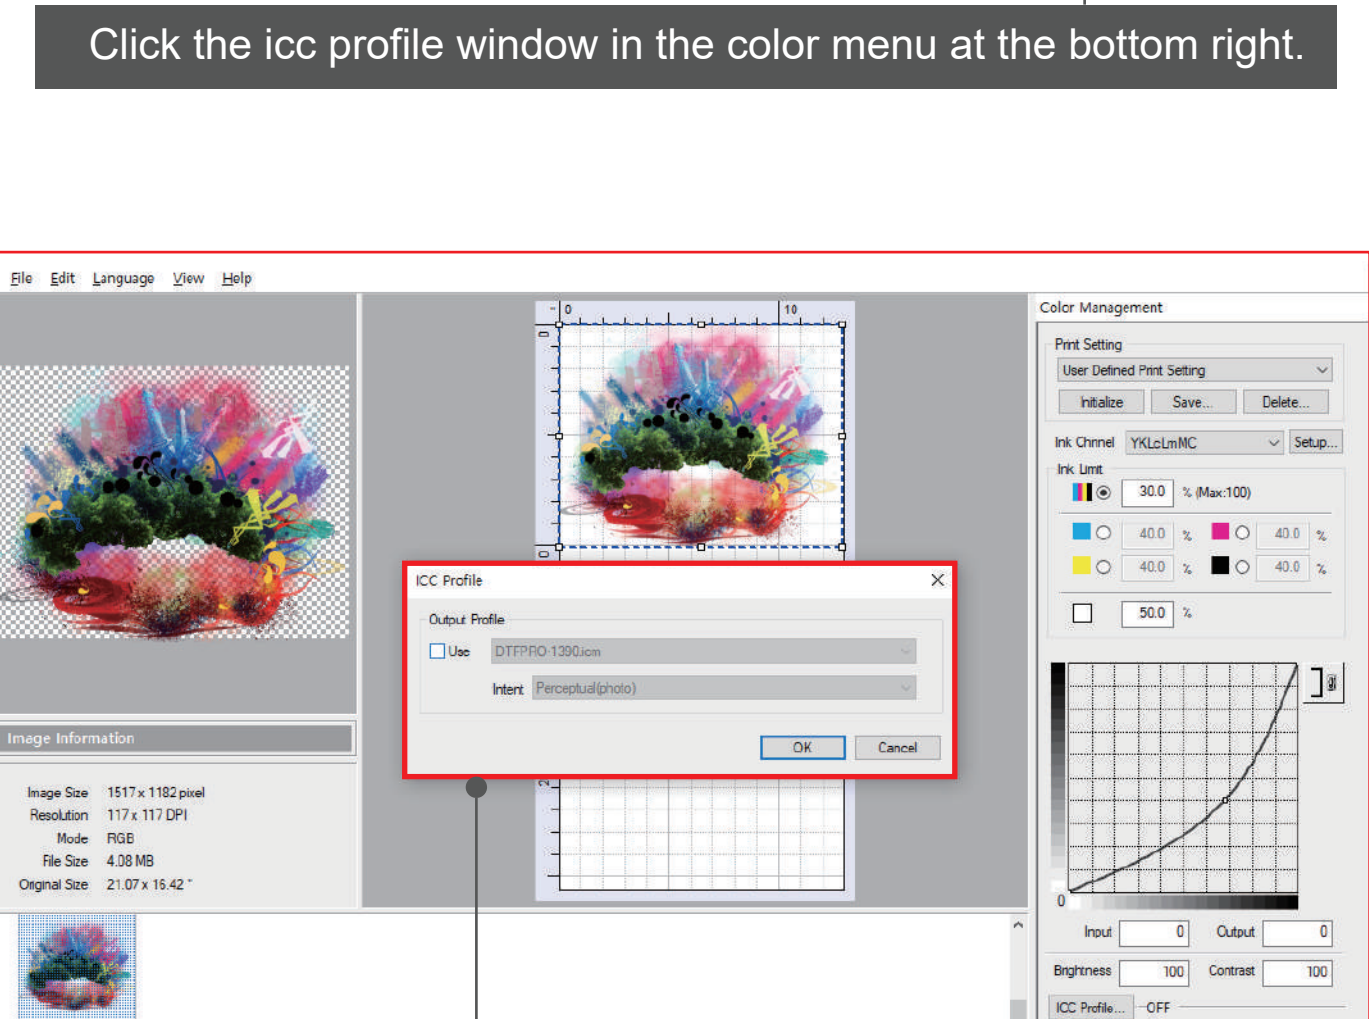 Click the icc profile window in the color menu at the bottom right.
File Edit Language View Help
0 10
0
Color Management
Print Setting
User Defined Print Setting
Initialize Save... Delete...
Ink Chnnel YKLcLmMC Setup...
Ink Limit
30.0 % (Max:100)
40.0 % 40.0 %
40.0 % 40.0 %
50.0 %
0
ICC Profile
Output Profile
Use DTFPRO-1390.icm
Intent Perceptual(photo)
OK Cancel
2
Image Information
Image Size 1517 x 1182 pixel
Resolution 117 x 117 DPI
Mode RGB
File Size 4.08 MB
Original Size 21.07 x 16.42 "
0
Input 0 Output 0
Brightness 100 Contrast 100
ICC Profile... OFF